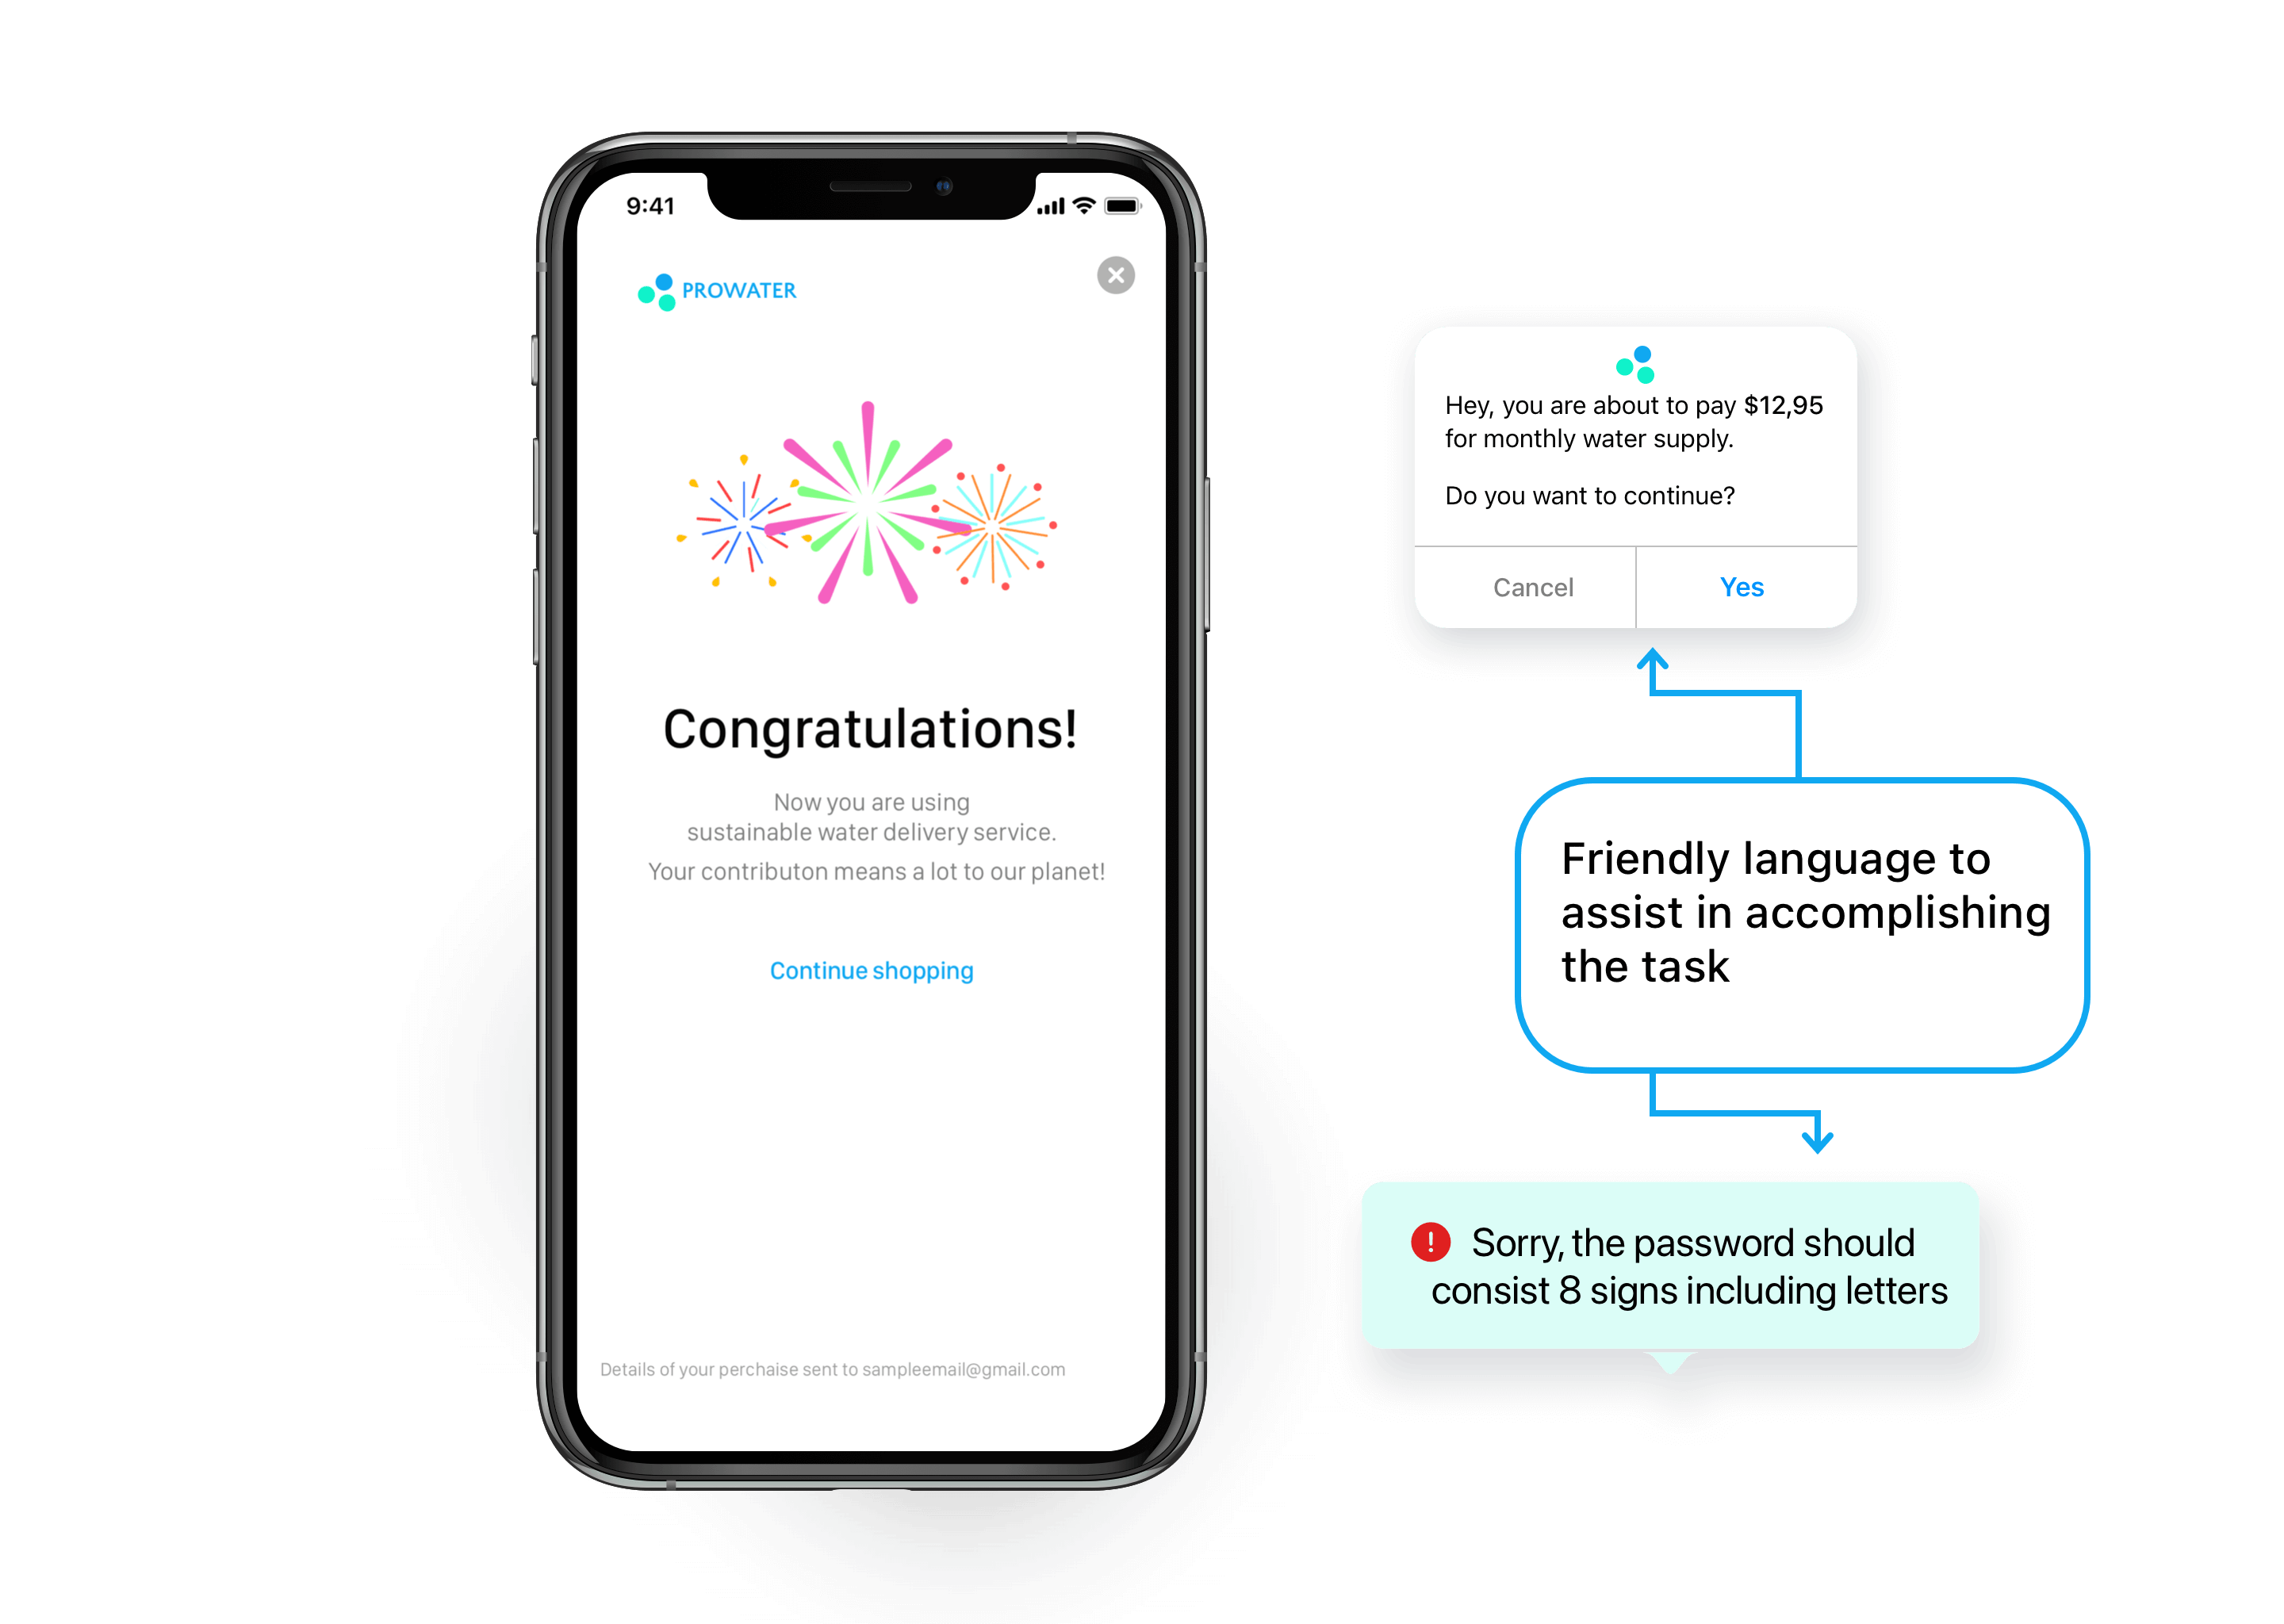 9:41
PROWATER
Congratulations!
Now you are using
sustainable water delivery service.
Your contributon means a lot to our planet!
Continue shopping
Details of your perchaise sent to sampleemail@gmail.com
Hey, you are about to pay $12,95
for monthly water supply.
Do you want to continue?
Cancel
Yes
Friendly language to
assist in accomplishing
the task
Sorry, the password should
consist 8 signs including letters